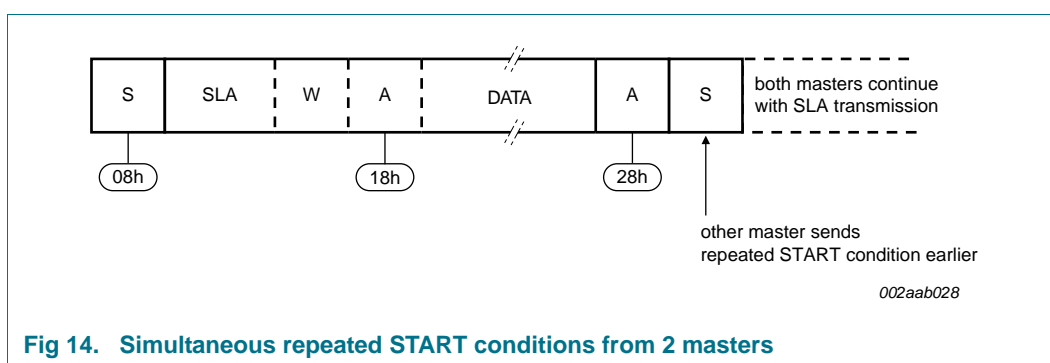 S SLA W A DATA A S
both masters continue
with SLA transmission
08h 18h 28h
other master sends
repeated START condition earlier
002aab028
Fig 14. Simultaneous repeated START conditions from 2 masters